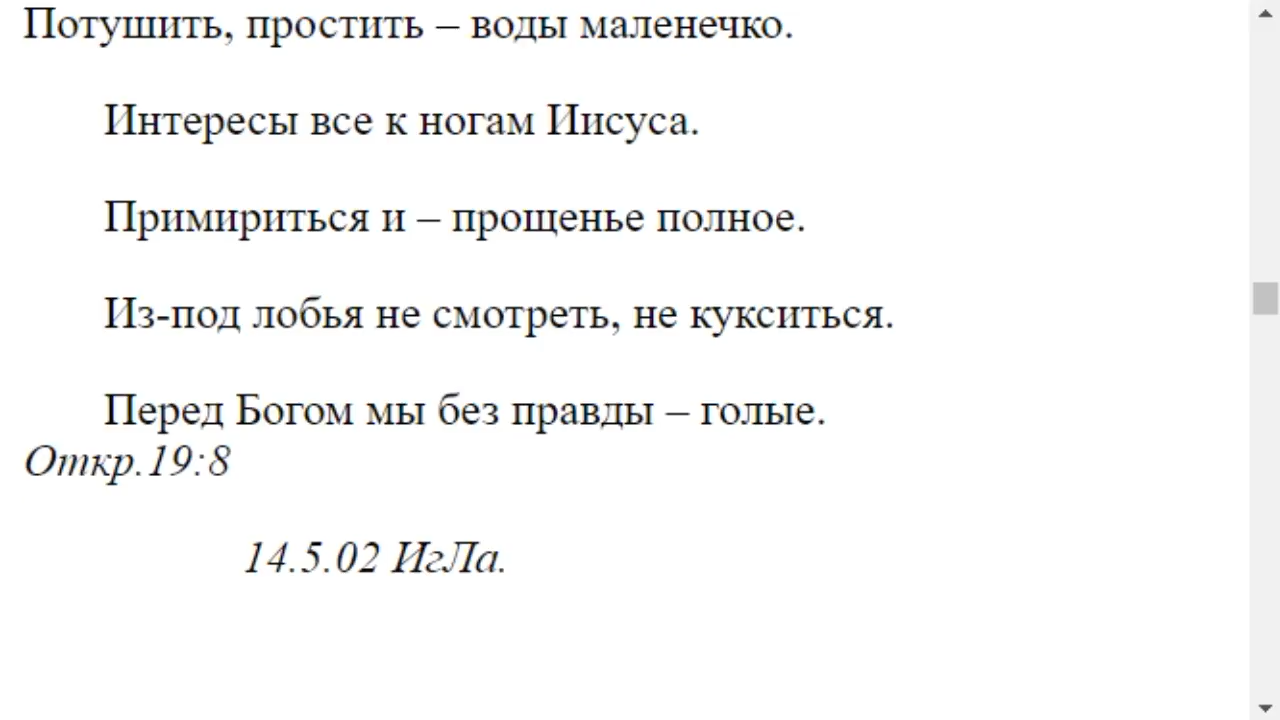 Потушить, простить – воды маленечко.
Интересы все к ногам Иисуса.
Примириться и – прощенье полное.
Из-под лобья не смотреть, не кукситься.
Перед Богом мы без правды – голые.
Откр.19:8
14.5.02 ИгЛа.